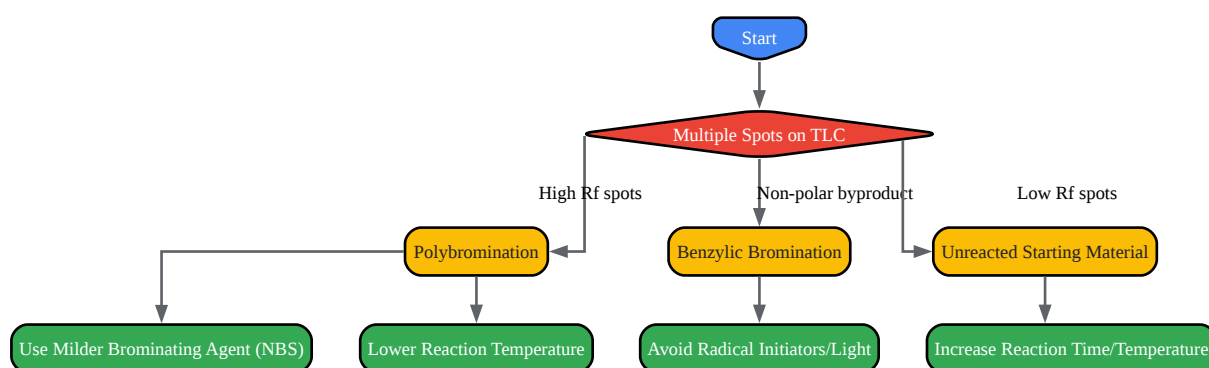 Start
Multiple Spots on TLC
High Rf spots
Non-polar byproduct
Low Rf spots
Polybromination
Benzylic Bromination
Unreacted Starting Material
Use Milder Brominating Agent (NBS)
Lower Reaction Temperature
Avoid Radical Initiators/Light
Increase Reaction Time/Temperature